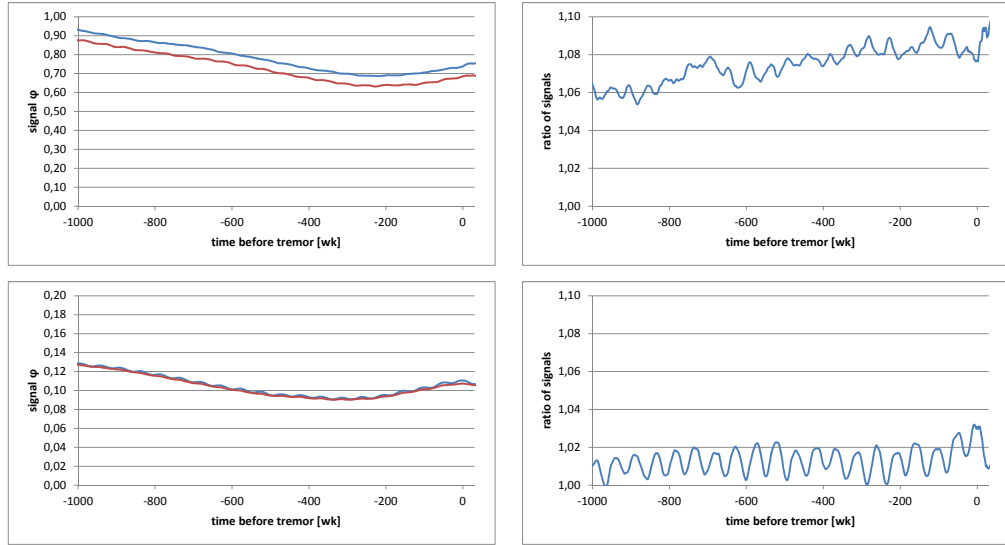 1,00
0,90
0,80
0,70
0,60
0,50
0,40
0,30
0,20
0,10
0,00
signal φ
-1000 -800 -600 -400 -200 0
time before tremor [wk]
1,10
1,08
1,06
1,04
1,02
1,00
ratio of signals
-1000 -800 -600 -400 -200 0
time before tremor [wk]
0,20
0,18
0,16
0,14
0,12
0,10
0,08
0,06
0,04
0,02
0,00
signal φ
-1000 -800 -600 -400 -200 0
time before tremor [wk]
1,10
1,08
1,06
1,04
1,02
1,00
ratio of signals
-1000 -800 -600 -400 -200 0
time before tremor [wk]